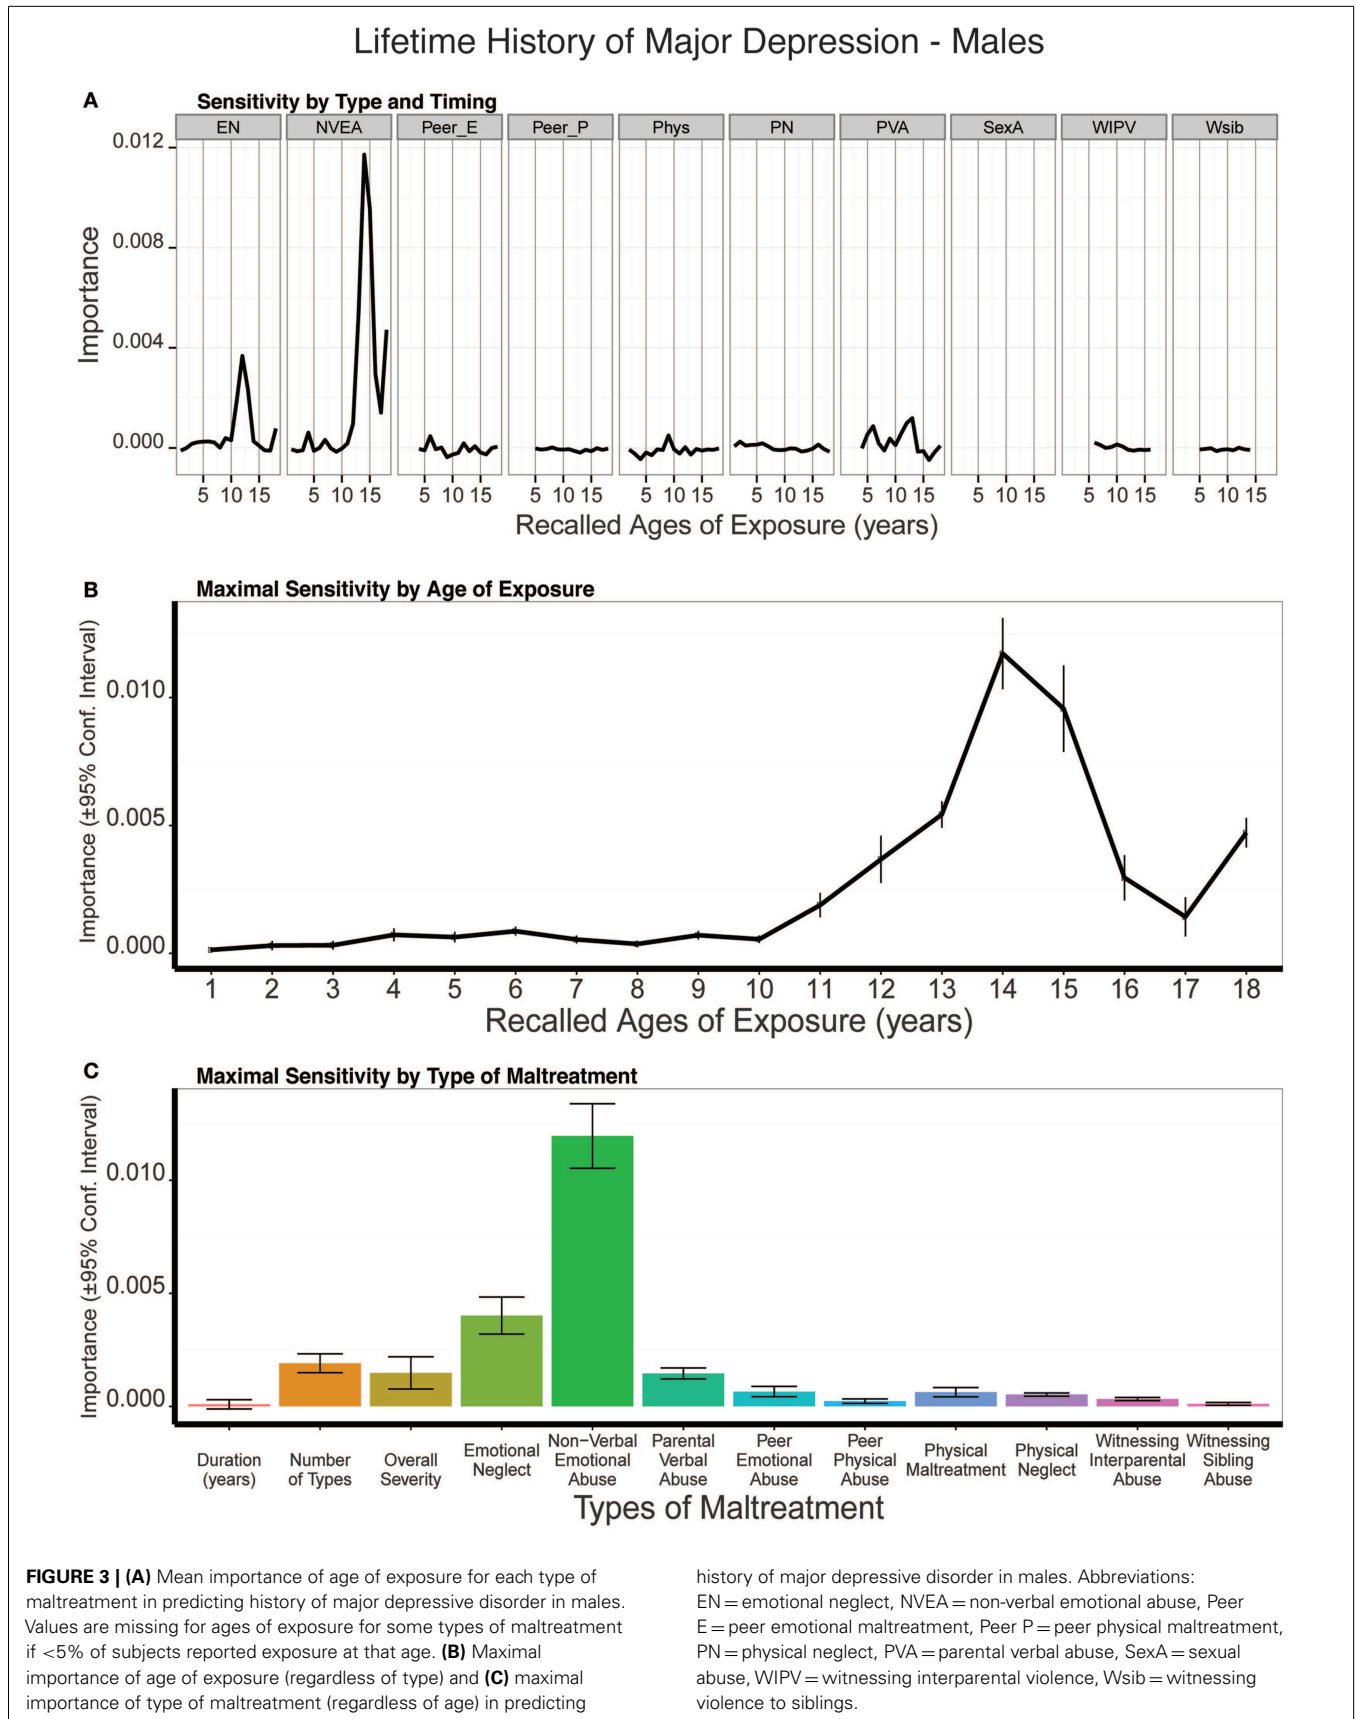 Lifetime History of Major Depression - Males
A
Sensitivity by Type and Timing
EN NVEA Peer_E Peer_P Phys PN PVA SexA WIPV Wsib
Importance
0.012
0.008
0.004
0.000
5 10 15 5 10 15 5 10 15 5 10 15 5 10 15 5 10 15 5 10 15 5 10 15 5 10 15 5 10 15
Recalled Ages of Exposure (years)
B
Maximal Sensitivity by Age of Exposure
Importance (±95% Conf. Interval)
0.010
0.005
0.000
1 2 3 4 5 6 7 8 9 10 11 12 13 14 15 16 17 18
Recalled Ages of Exposure (years)
C
Maximal Sensitivity by Type of Maltreatment
Importance (±95% Conf. Interval)
0.010
0.005
0.000
Duration
(years)
Number
of Types
Overall
Severity
Emotional
Neglect
Non−Verbal
Emotional
Abuse
Parental
Verbal
Abuse
Peer
Emotional
Abuse
Peer
Physical
Abuse
Physical
Maltreatment
Physical
Neglect
Witnessing
Interparental
Abuse
Witnessing
Sibling
Abuse
Types of Maltreatment
FIGURE 3 | (A) Mean importance of age of exposure for each type of
maltreatment in predicting history of major depressive disorder in males.
Values are missing for ages of exposure for some types of maltreatment
if <5% of subjects reported exposure at that age. (B) Maximal
importance of age of exposure (regardless of type) and (C) maximal
importance of type of maltreatment (regardless of age) in predicting
history of major depressive disorder in males. Abbreviations:
EN = emotional neglect, NVEA = non-verbal emotional abuse, Peer
E = peer emotional maltreatment, Peer P = peer physical maltreatment,
PN = physical neglect, PVA = parental verbal abuse, SexA = sexual
abuse, WIPV = witnessing interparental violence, Wsib = witnessing
violence to siblings.